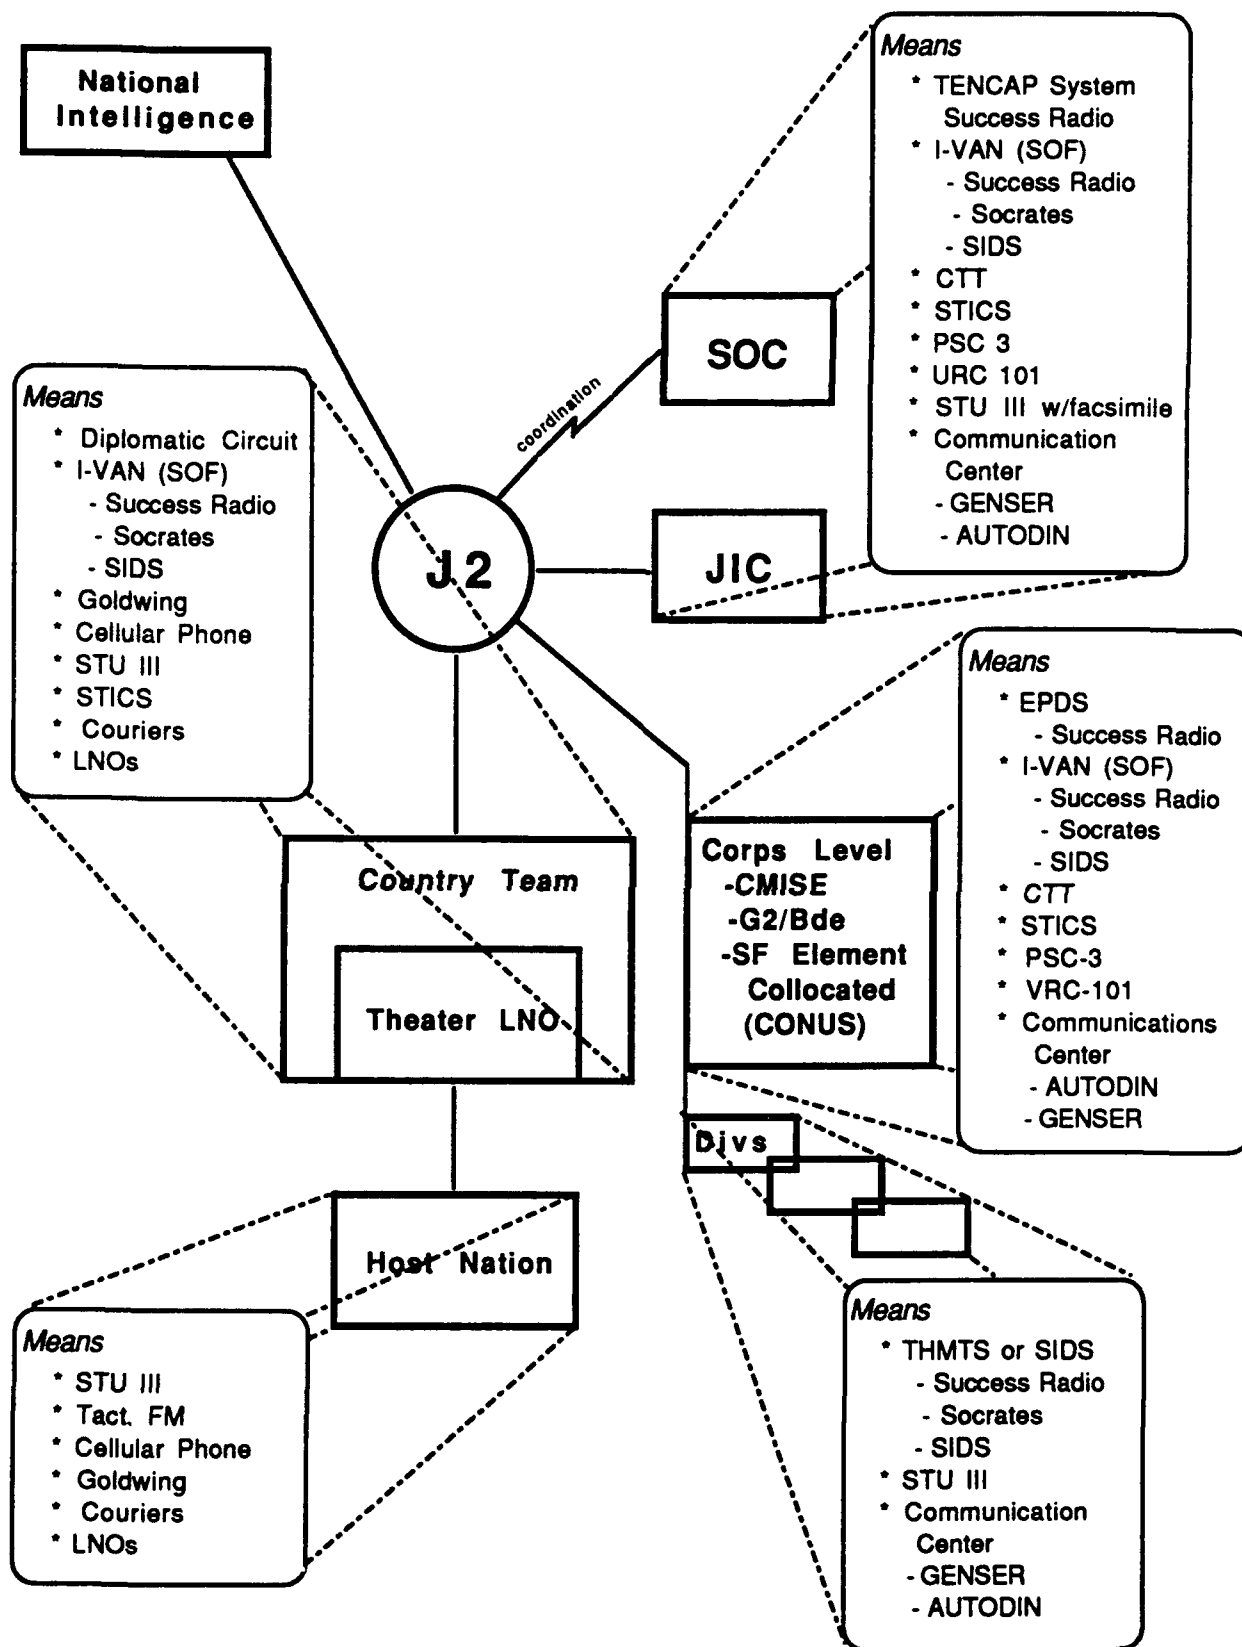 National
Intelligence
Means
* TENCAP System
Success Radio
* I-VAN (SOF)
- Success Radio
- Socrates
- SIDS
* CTT
* STICS
* PSC 3
* URC 101
* STU III w/facsimile
* Communication
Center
- GENSER
- AUTODIN
SOC
coordination
J2
JIC
Means
* Diplomatic Circuit
* I-VAN (SOF)
- Success Radio
- Socrates
- SIDS
* Goldwing
* Cellular Phone
* STU III
* STICS
* Couriers
* LNOs
Means
* EPDS
- Success Radio
* I-VAN (SOF)
- Success Radio
- Socrates
- SIDS
* CTT
* STICS
* PSC-3
* VRC-101
* Communications
Center
- AUTODIN
- GENSER
Country Team
Theater LNO
Corps Level
-CMISE
-G2/Bde
-SF Element
Collocated
(CONUS)
Divs
Host Nation
Means
* STU III
* Tact. FM
* Cellular Phone
* Goldwing
* Couriers
* LNOs
Means
* THMTS or SIDS
- Success Radio
- Socrates
- SIDS
* STU III
* Communication
Center
- GENSER
- AUTODIN